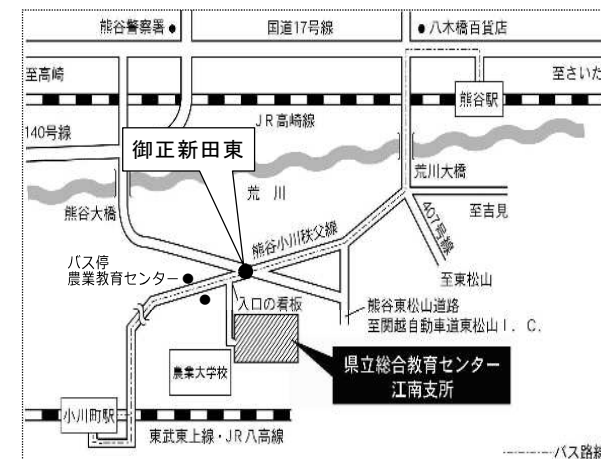 熊谷警察署●
国道17号線
●八木橋百貨店
至高崎
至さいた
熊谷駅
JR高崎線
140号線
御正新田東
荒川大橋
熊谷大橋
荒 川
至吉見
407号線
熊谷小川秩父線
バス停
農業教育センター
至東松山
入口の看板
熊谷東松山道路
至関越自動車道東松山I．C．
農業大学校
県立総合教育センター
江南支所
小川町駅
東武東上線・JR八高線
バス路線